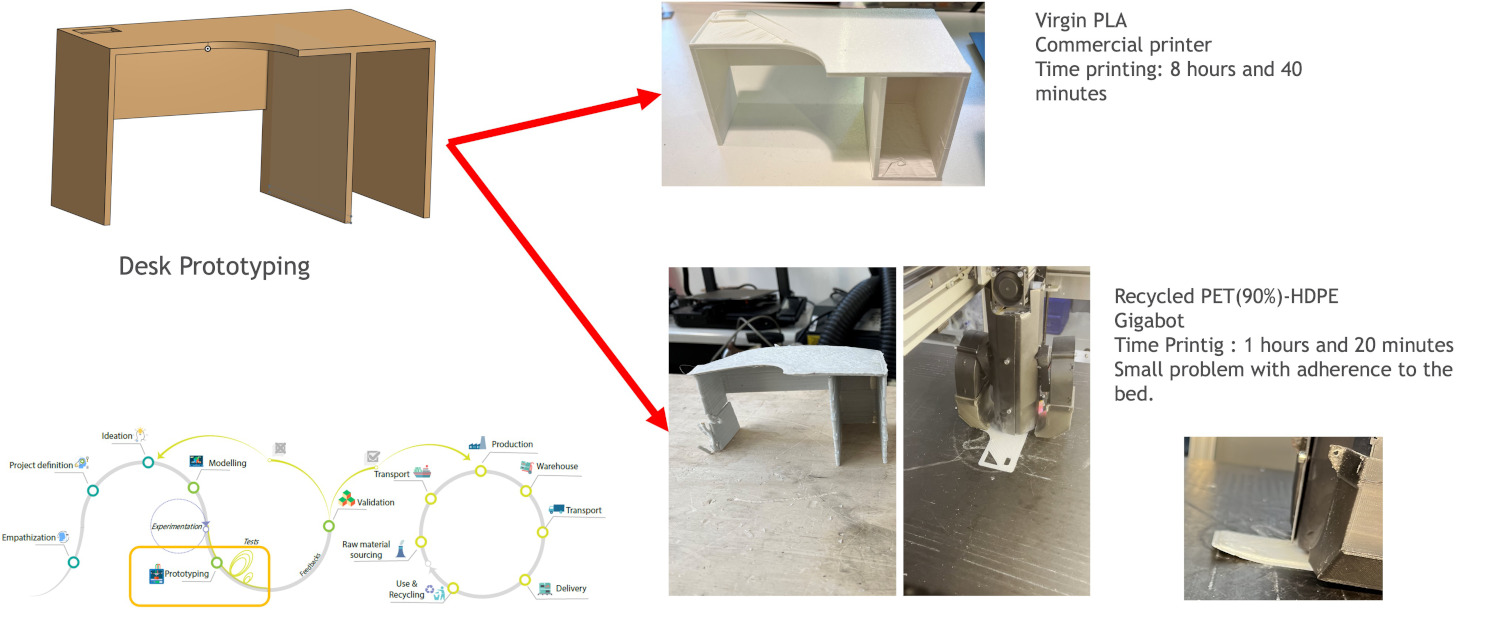 Virgin PLA
Commercial printer
Time printing: 8 hours and 40
minutes
Desk Prototyping
Recycled PET(90%)-HDPE
Gigabot
Time Printig : 1 hours and 20 minutes
Small problem with adherence to the
bed.
Ideation
Project definition
Modelling
Empathization
Experimentation
Tests
Prototyping
Feedbacks
Validation
Production
Transport
Warehouse
Transport
Raw material
sourcing
Use &
Recycling
Delivery